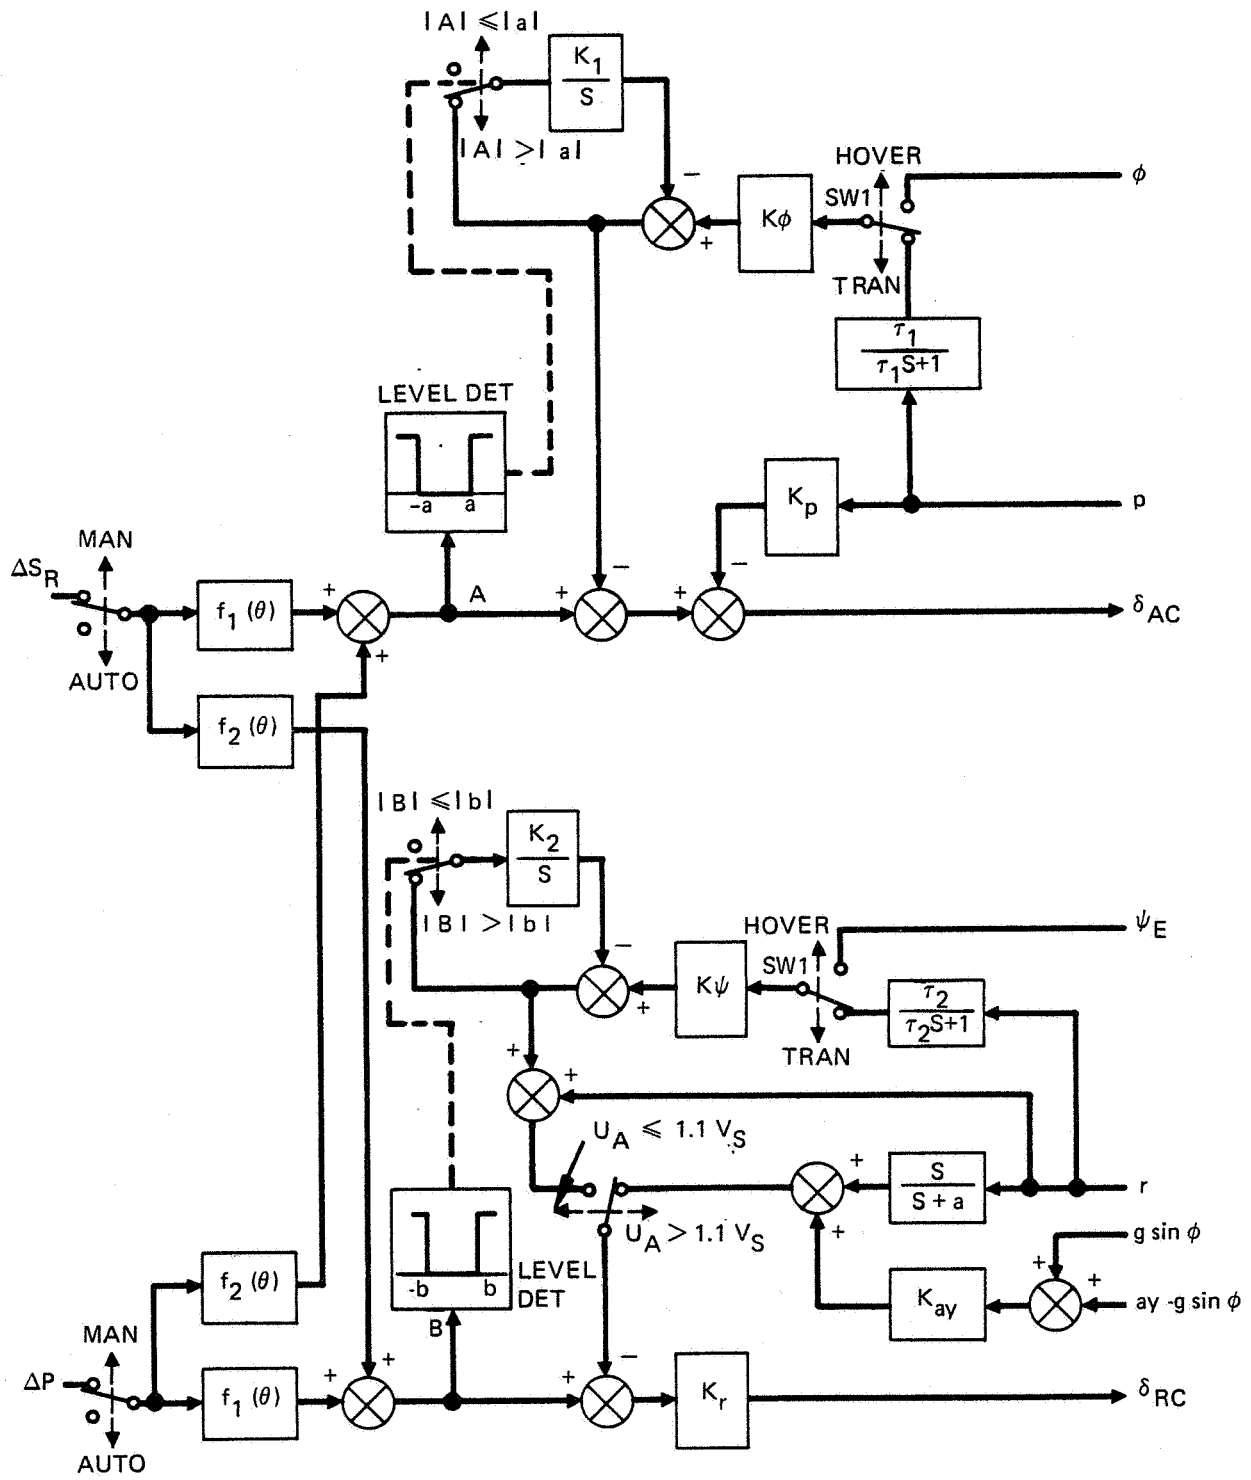 |A| ⩽|a|
K1
S
|A| >| a|
−
HOVER
ϕ
SW1
Kϕ
+
TRAN
τ1
τ1S+1
LEVEL DET
-a a
Kp
p
−
−
MAN
ΔSR
+
f1 (θ)
A
+
+
δAC
+
AUTO
f2 (θ)
|B| ⩽|b|
K2
S
|B| >|b|
−
HOVER
ψE
SW1
Kψ
+
τ2
τ2S+1
TRAN
+
+
UA ⩽ 1.1 VS
+
S
S + a
r
+
UA > 1.1 VS
g sin ϕ
+
+
-b b
LEVEL
DET
Kay
ay -g sin ϕ
f2 (θ)
B
MAN
+
−
ΔP
+
+
f1 (θ)
Kr
δRC
AUTO